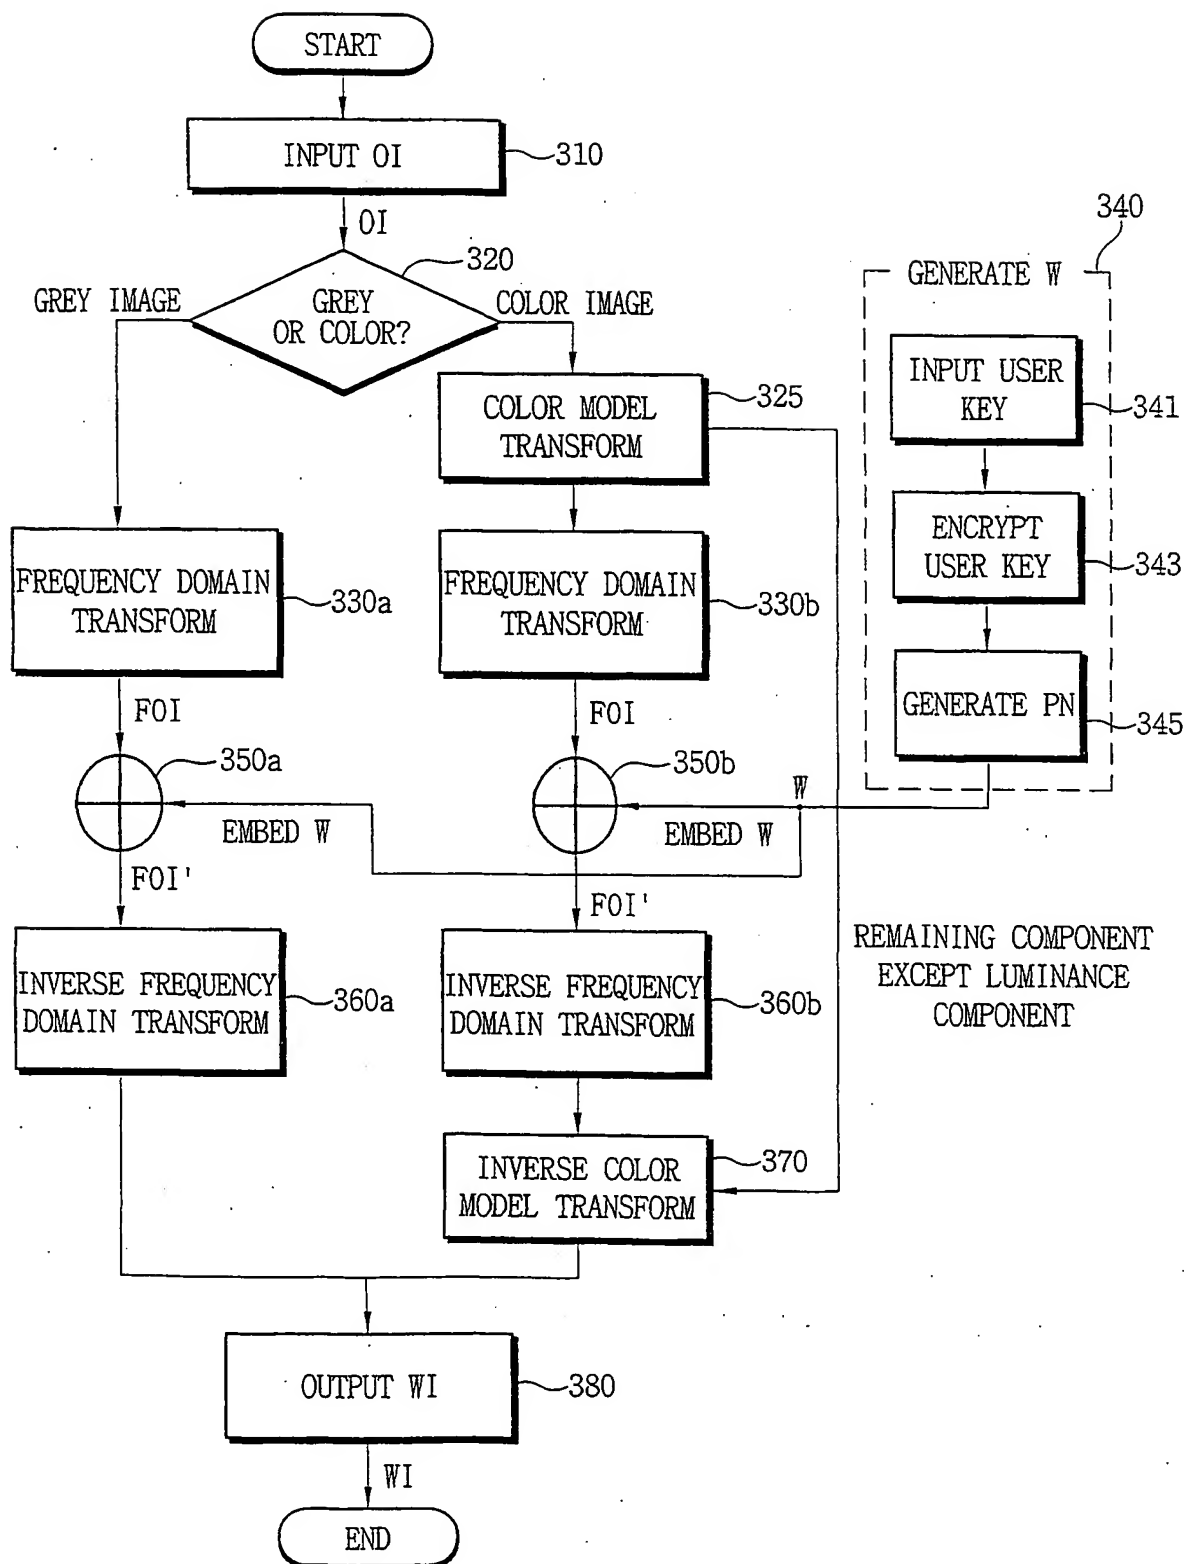 START
INPUT OI
310
OI
320
340
GENERATE W
GREY IMAGE
GREY
OR COLOR?
COLOR IMAGE
INPUT USER
KEY
341
COLOR MODEL
TRANSFORM
325
ENCRYPT
USER KEY
343
FREQUENCY DOMAIN
TRANSFORM
330a
FREQUENCY DOMAIN
TRANSFORM
330b
GENERATE PN
345
FOI
FOI
350a
350b
W
EMBED W
EMBED W
FOI'
FOI'
REMAINING COMPONENT
EXCEPT LUMINANCE
COMPONENT
INVERSE FREQUENCY
DOMAIN TRANSFORM
360a
INVERSE FREQUENCY
DOMAIN TRANSFORM
360b
INVERSE COLOR
MODEL TRANSFORM
370
OUTPUT WI
380
WI
END